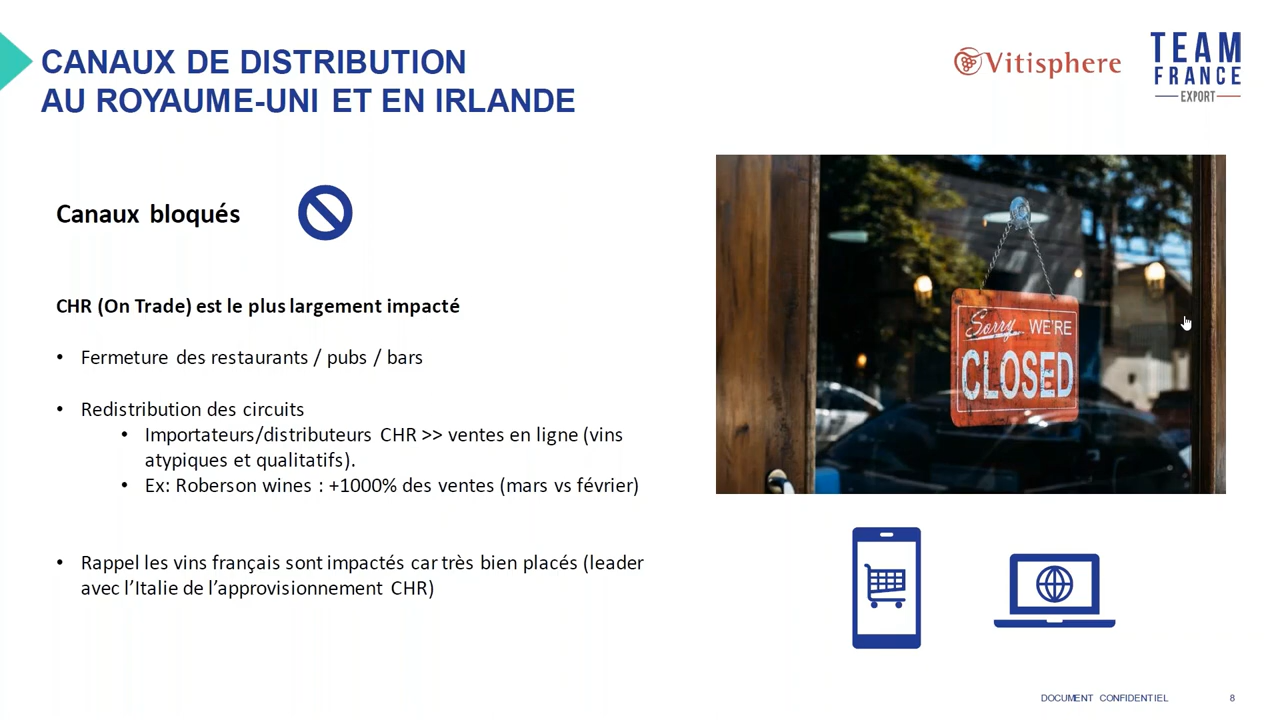 CANAUX DE DISTRIBUTION
AU ROYAUME-UNI ET EN IRLANDE
Vitisphere
TEAM
FRANCE
EXPORT
Canaux bloqués
CHR (On Trade) est le plus largement impacté
• Fermeture des restaurants / pubs / bars
• Redistribution des circuits
• Importateurs/distributeurs CHR >> ventes en ligne (vins
atypiques et qualitatifs).
• Ex: Roberson wines : +1000% des ventes (mars vs février)
• Rappel les vins français sont impactés car très bien placés (leader
avec l’Italie de l’approvisionnement CHR)
Sorry WE'RE
CLOSED
DOCUMENT CONFIDENTIEL
8